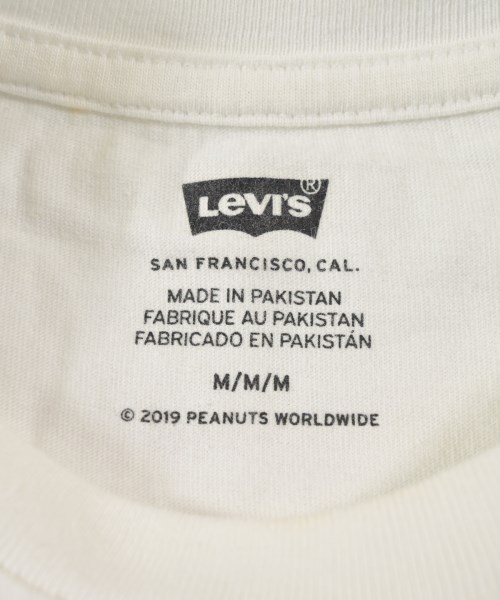 Levi's®
SAN FRANCISCO, CAL.
MADE IN PAKISTAN
FABRIQUE AU PAKISTAN
FABRICADO EN PAKISTÁN
M/M/M
© 2019 PEANUTS WORLDWIDE